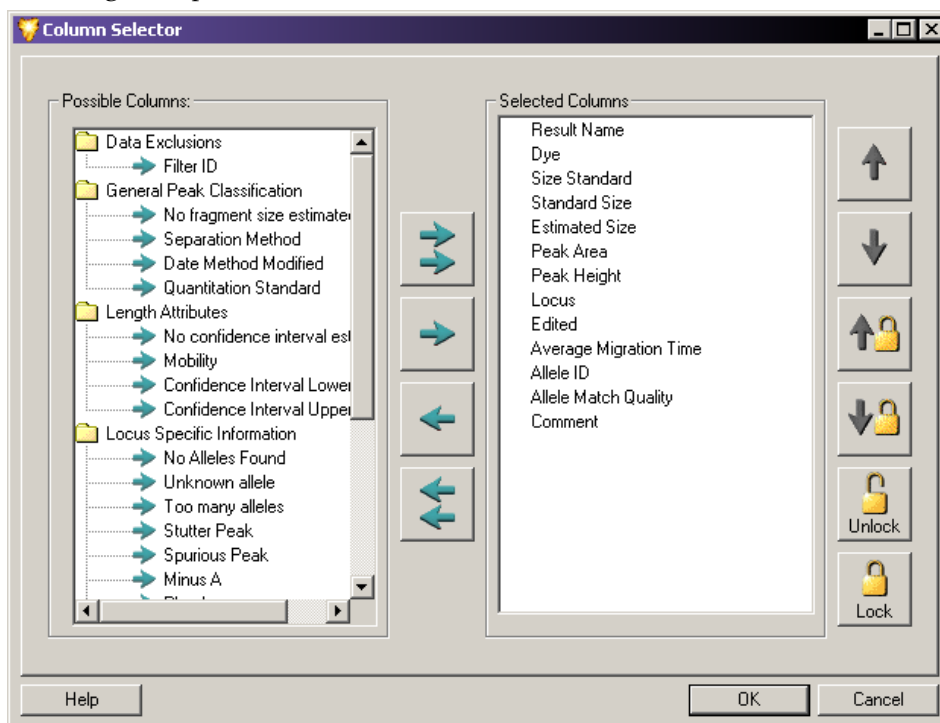 Column Selector
Possible Columns:
Data Exclusions
Filter ID
General Peak Classification
No fragment size estimate
Separation Method
Date Method Modified
Quantitation Standard
Length Attributes
No confidence interval est
Mobility
Confidence Interval Lower
Confidence Interval Upper
Locus Specific Information
No Alleles Found
Unknown allele
Too many alleles
Stutter Peak
Spurious Peak
Minus A
Selected Columns
Result Name
Dye
Size Standard
Standard Size
Estimated Size
Peak Area
Peak Height
Locus
Edited
Average Migration Time
Allele ID
Allele Match Quality
Comment
Unlock
Lock
Help
OK
Cancel